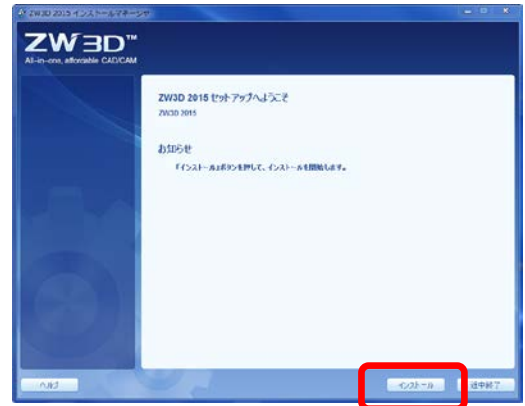 ZW3D 2015 インストールマネージャ
ZW3D™
All-in-one, affordable CAD/CAM
ZW3D 2015 セットアップへようこそ
ZW3D 2015
お知らせ
「インストール」ボタンを押して、インストールを開始します。
ヘルプ
インストール
途中終了